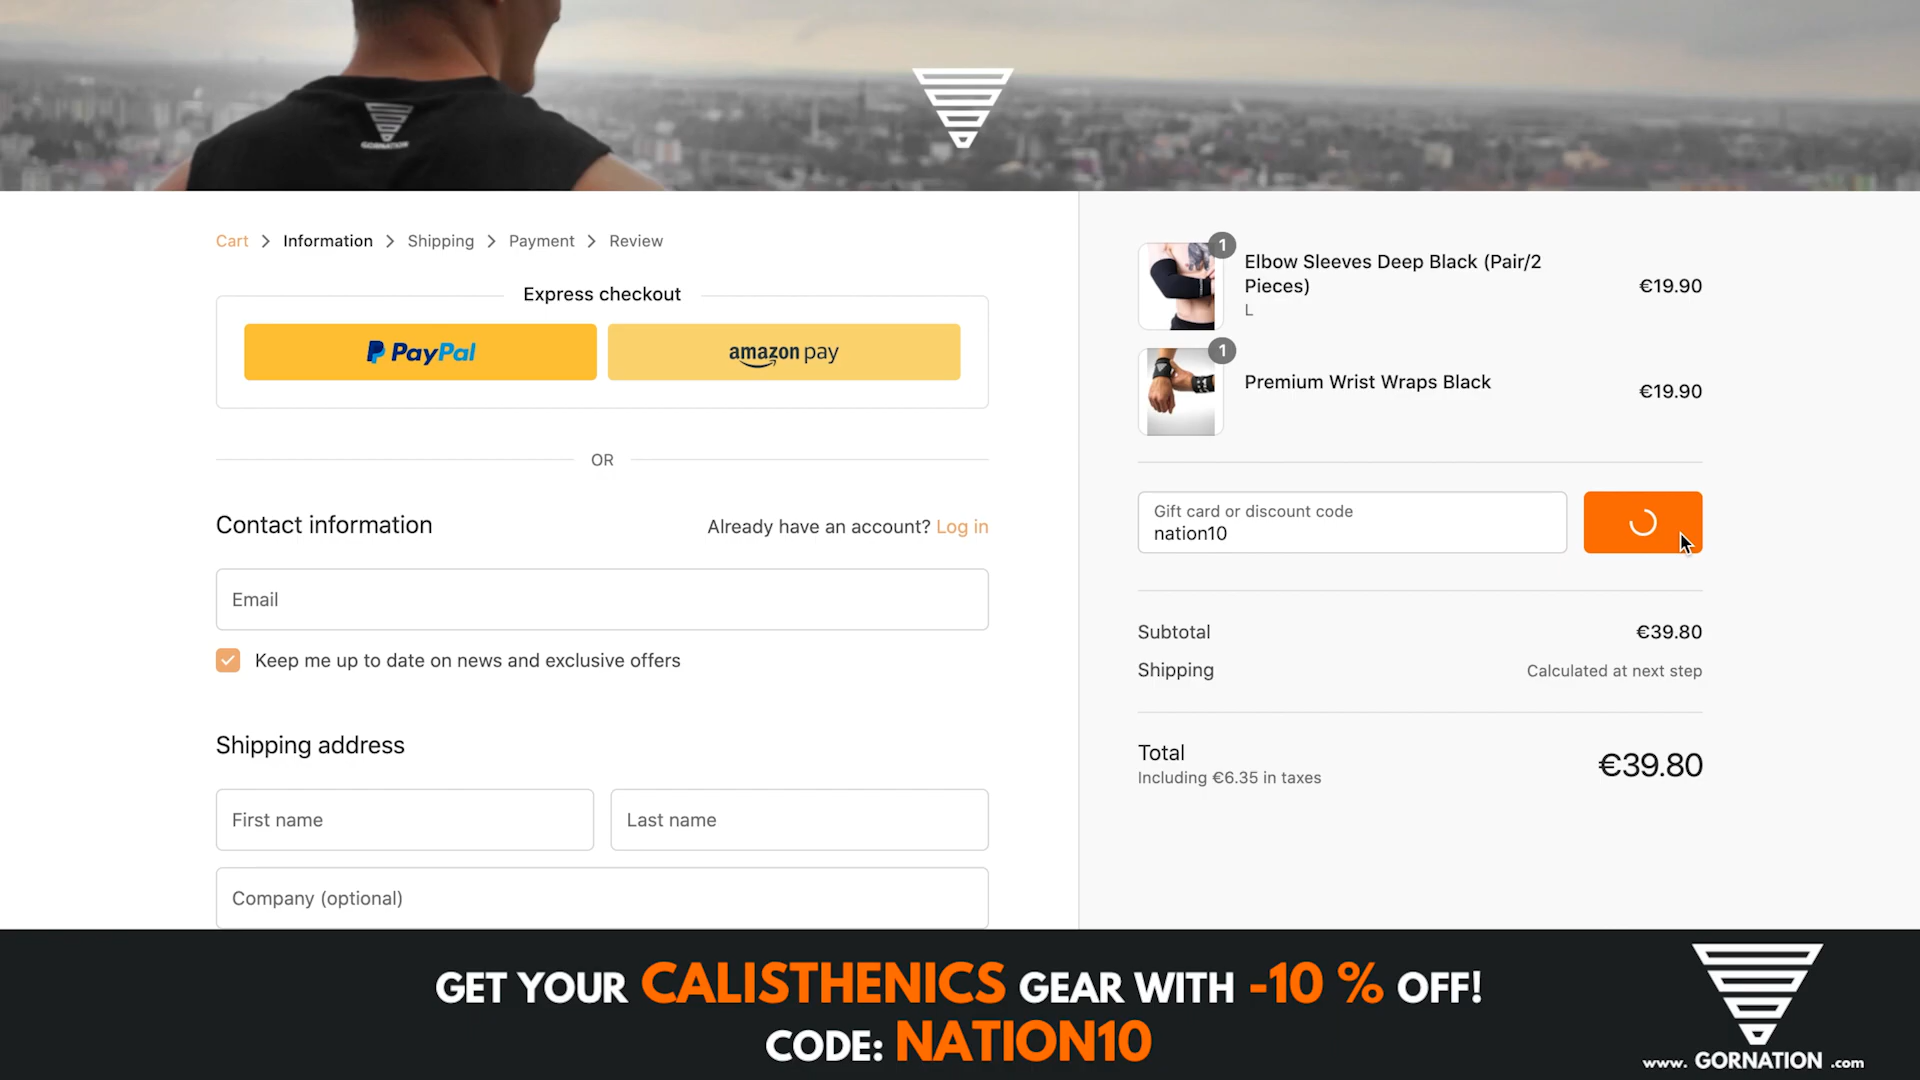 GORNATION
Cart > Information > Shipping > Payment > Review
Express checkout
PayPal
amazon pay
OR
Contact information
Already have an account? Log in
Email
Keep me up to date on news and exclusive offers
Shipping address
First name
Last name
Company (optional)
1
Elbow Sleeves Deep Black (Pair/2
Pieces)
L
€19.90
1
Premium Wrist Wraps Black
€19.90
Gift card or discount code
nation10
Subtotal
€39.80
Shipping
Calculated at next step
Total
Including €6.35 in taxes
€39.80
GET YOUR CALISTHENICS GEAR WITH -10 % OFF!
CODE: NATION10
www. GORNATION .com